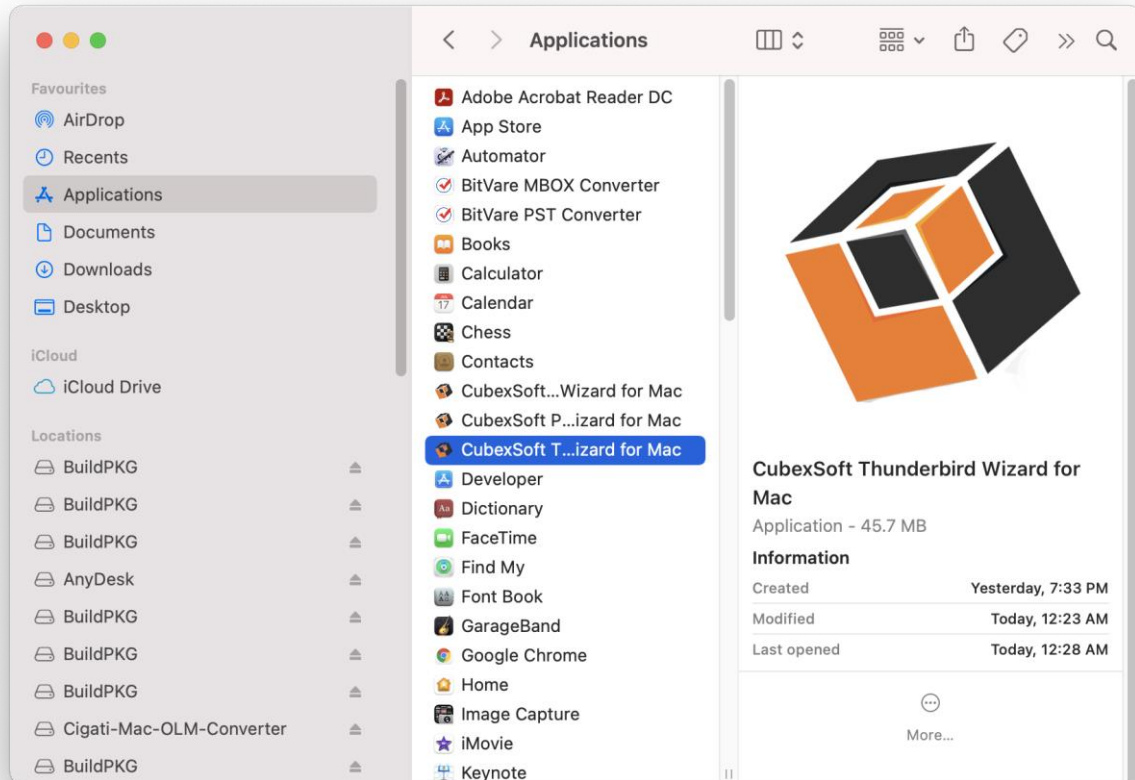 Applications
Favourites
AirDrop
Recents
Applications
Documents
Downloads
Desktop
iCloud
iCloud Drive
Locations
BuildPKG
BuildPKG
BuildPKG
AnyDesk
BuildPKG
BuildPKG
BuildPKG
Cigati-Mac-OLM-Converter
BuildPKG
Adobe Acrobat Reader DC
App Store
Automator
BitVare MBOX Converter
BitVare PST Converter
Books
Calculator
17
Calendar
Chess
Contacts
CubexSoft...Wizard for Mac
CubexSoft P...izard for Mac
CubexSoft T...izard for Mac
Developer
Aa
Dictionary
FaceTime
Find My
Font Book
GarageBand
Google Chrome
Home
Image Capture
iMovie
Keynote
CubexSoft Thunderbird Wizard for
Mac
Application - 45.7 MB
Information
Created Yesterday, 7:33 PM
Modified Today, 12:23 AM
Last opened Today, 12:28 AM
More...